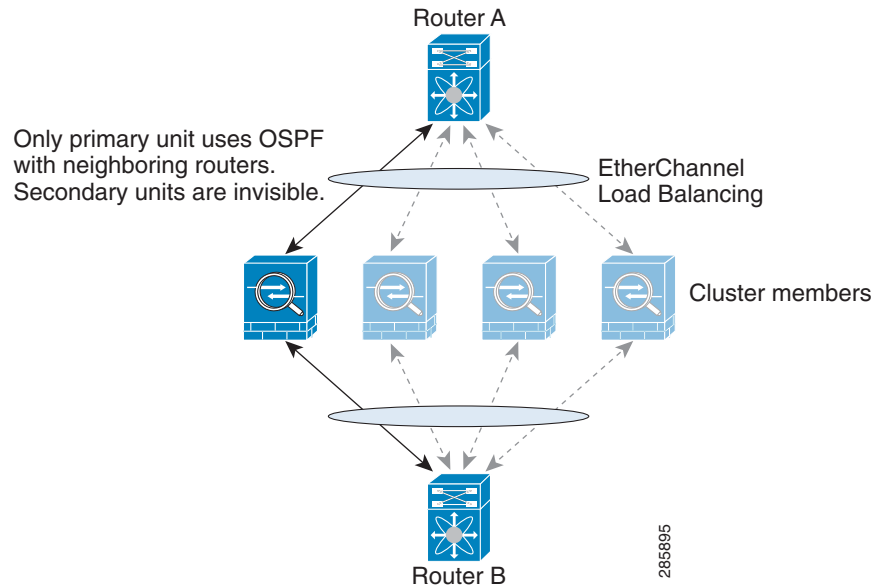 Router A
Only primary unit uses OSPF
with neighboring routers.
Secondary units are invisible.
EtherChannel
Load Balancing
Cluster members
Router B
285895